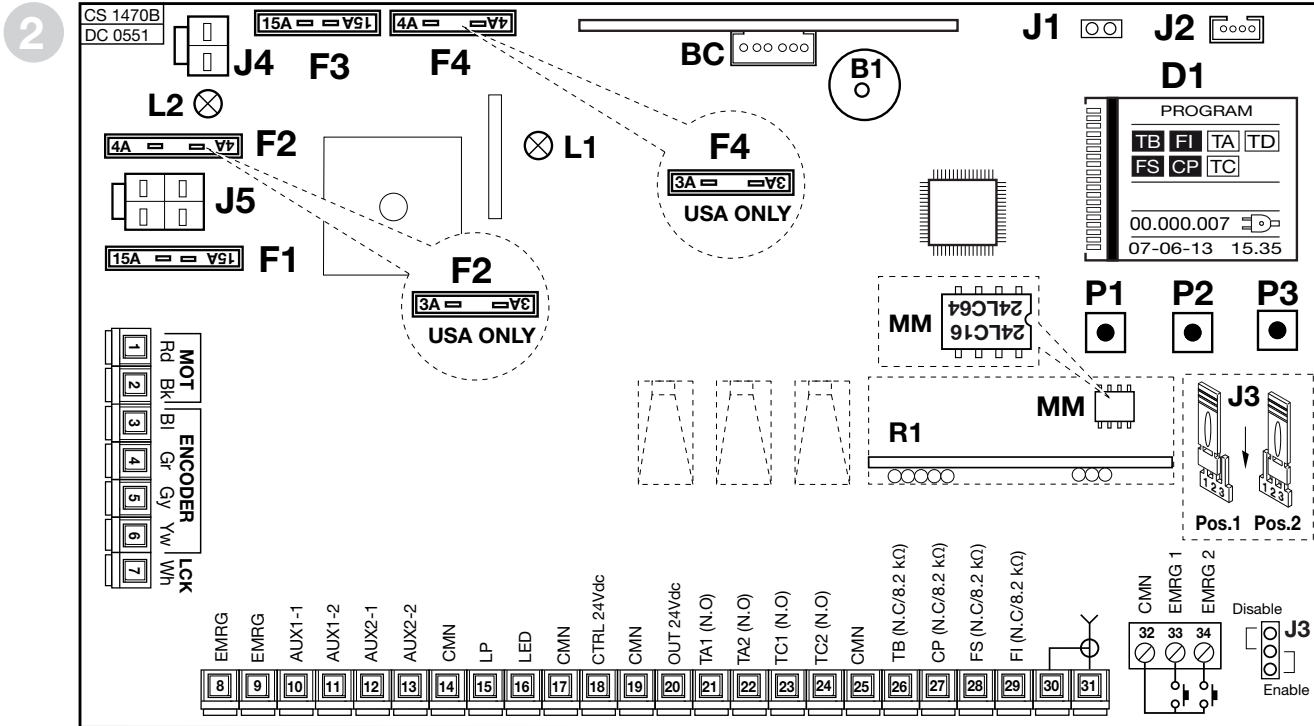 2
CS 1470B
DC 0551
J4
15A 15A
F3
4A 4A
F4
BC
B1
J1
J2
D1
PROGRAM
TB FI TA TD
FS CP TC
00.000.007
07-06-13 15.35
L2
4A 4A
F2
L1
F4
3A 3A
USA ONLY
J5
15A 15A
F1
F2
3A 3A
USA ONLY
MM
24LC64
24LC16
P1
P2
P3
MM
R1
J3
1 2 3
1 2 3
Pos.1 Pos.2
MOT
1 Rd
2 Bk
ENCODER
3 Bl
4 Gr
5 Gy
6 Yw
LCK
7 Wh
EMRG
EMRG
AUX1-1
AUX1-2
AUX2-1
AUX2-2
CMN
LP
LED
CMN
CTRL 24Vdc
CMN
OUT 24Vdc
TA1 (N.O)
TA2 (N.O)
TC1 (N.O)
TC2 (N.O)
CMN
TB (N.C/8.2 kΩ)
CP (N.C/8.2 kΩ)
FS (N.C/8.2 kΩ)
FI (N.C/8.2 kΩ)
8 9 10 11 12 13 14 15 16 17 18 19 20 21 22 23 24 25 26 27 28 29 30 31
CMN
EMRG 1
EMRG 2
32 33 34
Disable
J3
Enable